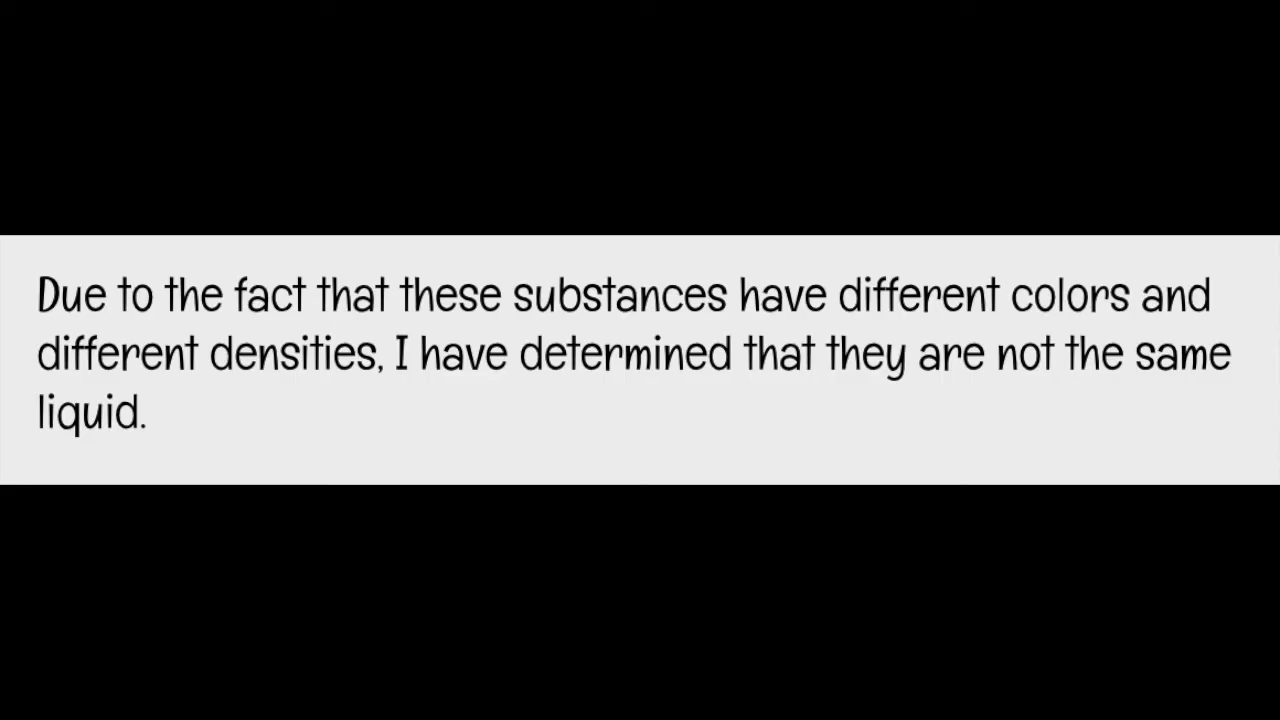 Due to the fact that these substances have different colors and
different densities, I have determined that they are not the same
liquid.